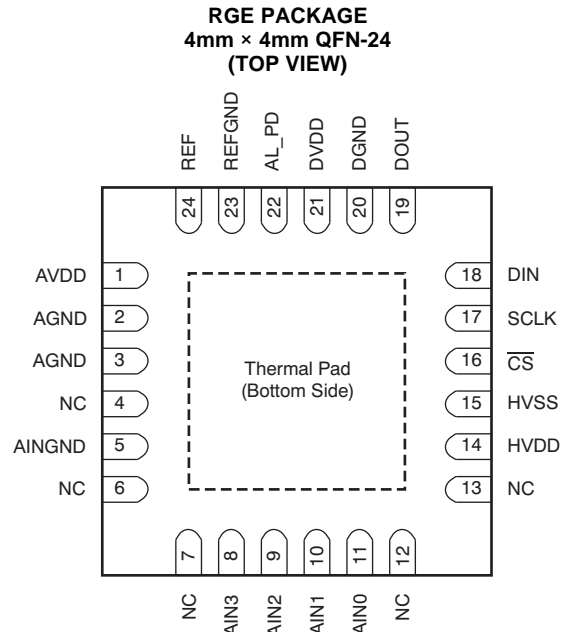 RGE PACKAGE
4mm × 4mm QFN-24
(TOP VIEW)
REF
REFGND
AL_PD
DVDD
DGND
DOUT
24
23
22
21
20
19
AVDD 1
AGND 2
AGND 3
NC 4
AINGND 5
NC 6
Thermal Pad
(Bottom Side)
18 DIN
17 SCLK
16 CS
15 HVSS
14 HVDD
13 NC
7
8
9
10
11
12
NC
AIN3
AIN2
AIN1
AIN0
NC